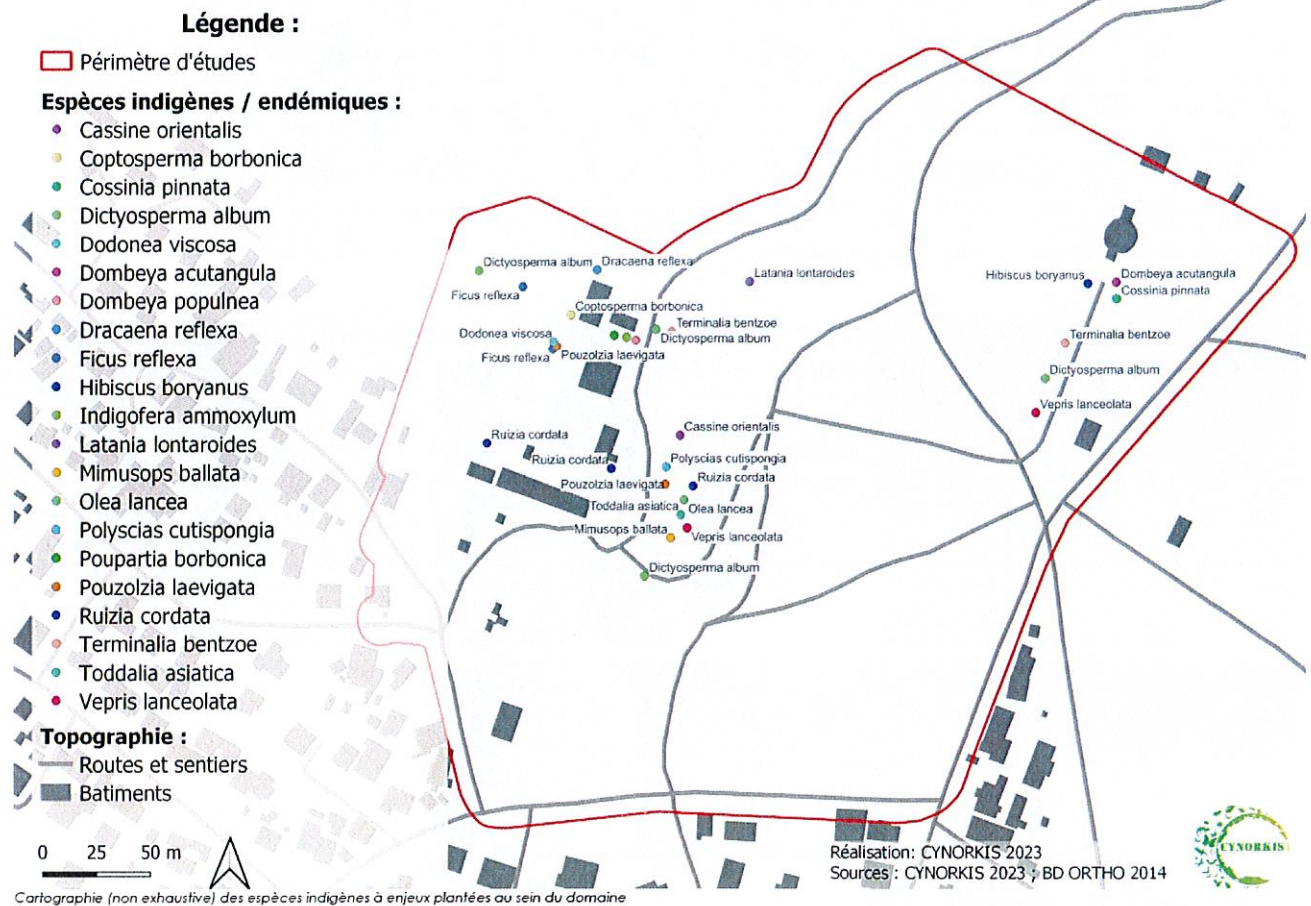 Légende :
Périmètre d'études
Espèces indigènes / endémiques :
Cassine orientalis
Coptosperma borbonica
Cossinia pinnata
Dictyosperma album
Dodonea viscosa
Dombeya acutangula
Dombeya populnea
Dracaena reflexa
Ficus reflexa
Hibiscus boryanus
Indigofera ammoxylum
Latania lontaroides
Mimusops ballata
Olea lancea
Polyscias cutispongia
Poupartia borbonica
Pouzolzia laevigata
Ruizia cordata
Terminalia bentzoe
Toddalia asiatica
Vepris lanceolata
Topographie :
Routes et sentiers
Batiments
0 25 50 m
Dictyosperma album
Dracaena reflexa
Ficus reflexa
Latania lontaroides
Coptosperma borbonica
Terminalia bentzoe
Dictyosperma album
Dodonea viscosa
Ficus reflexa
Pouzolzia laevigata
Hibiscus boryanus
Dombeya acutangula
Cossinia pinnata
Terminalia bentzoe
Dictyosperma album
Vepris lanceolata
Cassine orientalis
Ruizia cordata
Ruizia cordata
Polyscias cutispongia
Pouzolzia laevigata
Ruizia cordata
Toddalia asiatica
Olea lancea
Mimusops ballata
Vepris lanceolata
Dictyosperma album
Réalisation: CYNORKIS 2023
Sources : CYNORKIS 2023 ; BD ORTHO 2014
CYNORKIS
Cartographie (non exhaustive) des espèces indigènes à enjeux plantées au sein du domaine